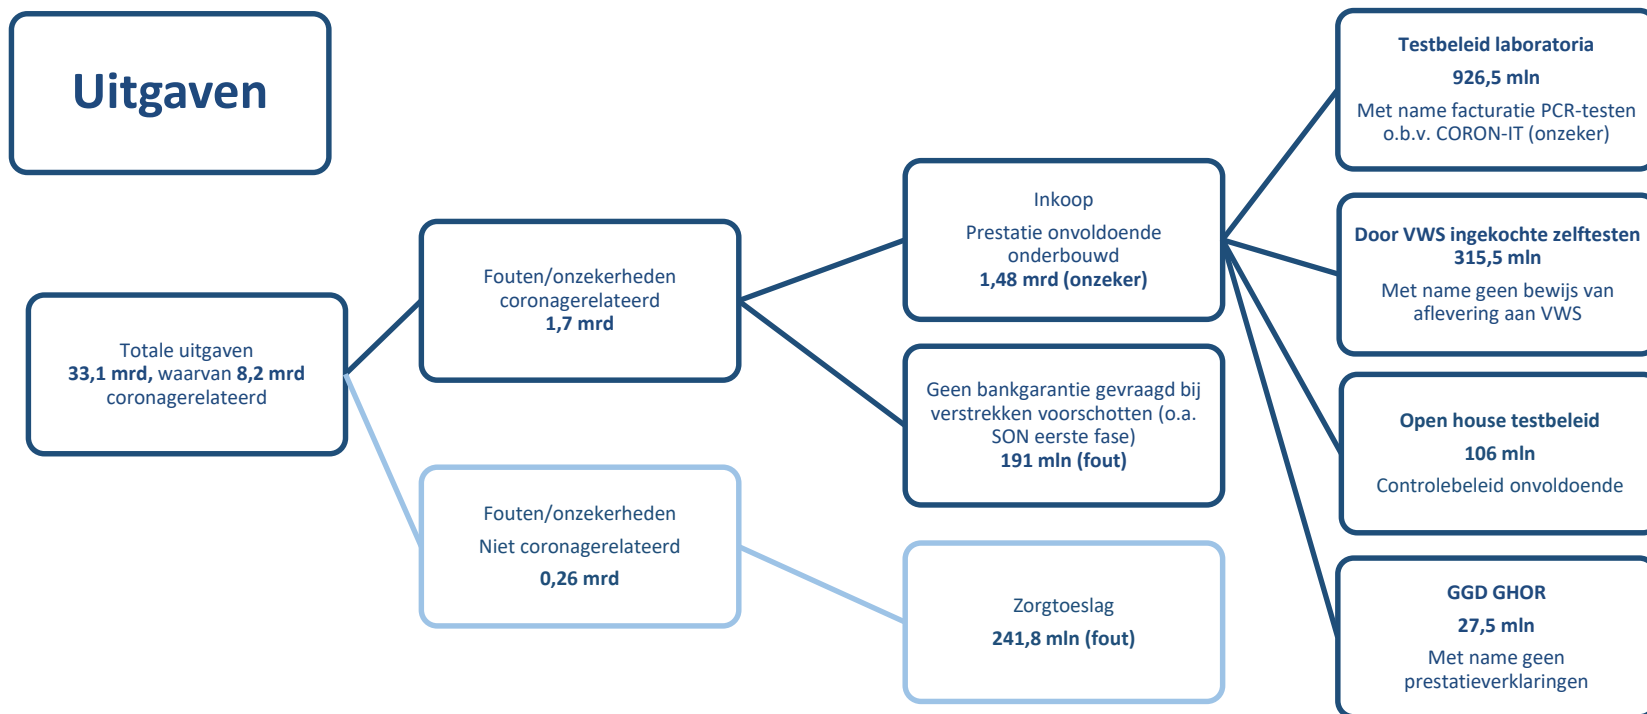 Uitgaven
Totale uitgaven
33,1 mrd, waarvan 8,2 mrd
coronagerelateerd
Fouten/onzekerheden
coronagerelateerd
1,7 mrd
Fouten/onzekerheden
Niet coronagerelateerd
0,26 mrd
Inkoop
Prestatie onvoldoende
onderbouwd
1,48 mrd (onzeker)
Geen bankgarantie gevraagd bij
verstrekken voorschotten (o.a.
SON eerste fase)
191 mln (fout)
Zorgtoeslag
241,8 mln (fout)
Testbeleid laboratoria
926,5 mln
Met name facturatie PCR-testen
o.b.v. CORON-IT (onzeker)
Door VWS ingekochte zelftesten
315,5 mln
Met name geen bewijs van
aflevering aan VWS
Open house testbeleid
106 mln
Controlebeleid onvoldoende
GGD GHOR
27,5 mln
Met name geen
prestatieverklaringen